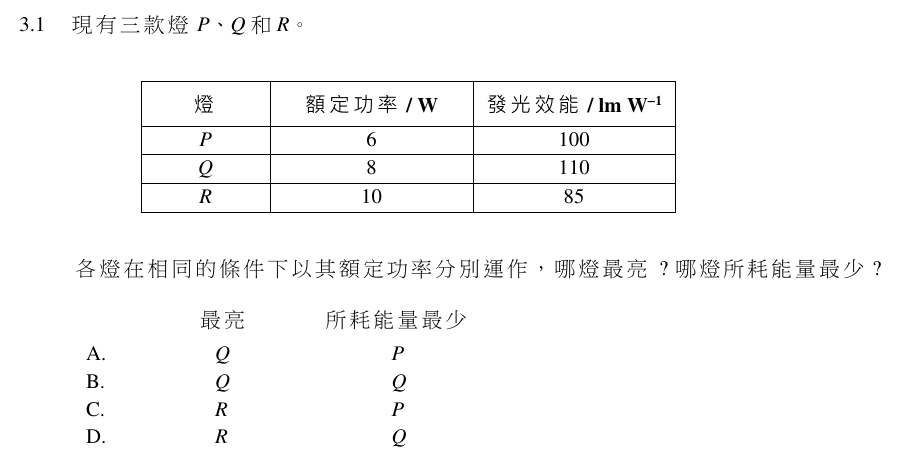 3.1 現有三款燈 P、Q 和 R。
燈 額定功率 / W 發光效能 / lm W⁻¹
P 6 100
Q 8 110
R 10 85
各燈在相同的條件下以其額定功率分別運作，哪燈最亮？哪燈所耗能量最少？
最亮 所耗能量最少
A. Q P
B. Q Q
C. R P
D. R Q